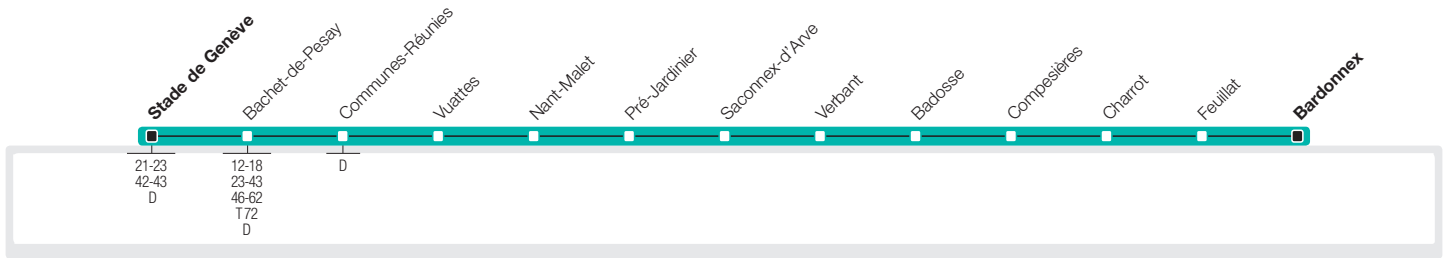 Stade de Genève
Bachet-de-Pesay
Communes-Réunies
Vuattes
Nant-Malet
Pré-Jardinier
Saconnex-d'Arve
Verbant
Badosse
Compesières
Charrot
Feuillat
Bardonnex
21-23
42-43
D
12-18
23-43
46-62
T72
D
D